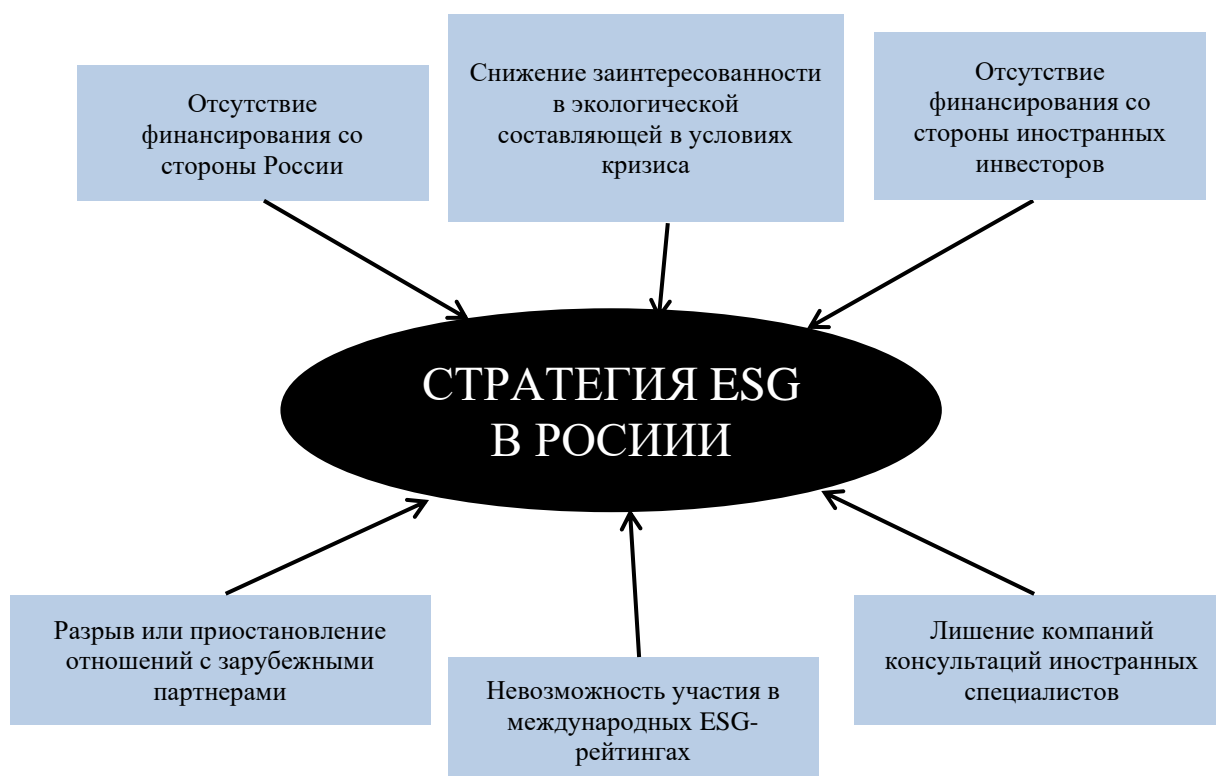 Отсутствие
финансирования со
стороны России
Снижение заинтересованности
в экологической
составляющей в условиях
кризиса
Отсутствие
финансирования со
стороны иностранных
инвесторов
СТРАТЕГИЯ ESG
В РОСИИИ
Разрыв или приостановление
отношений с зарубежными
партнерами
Невозможность участия в
международных ESG-
рейтингах
Лишение компаний
консультаций иностранных
специалистов